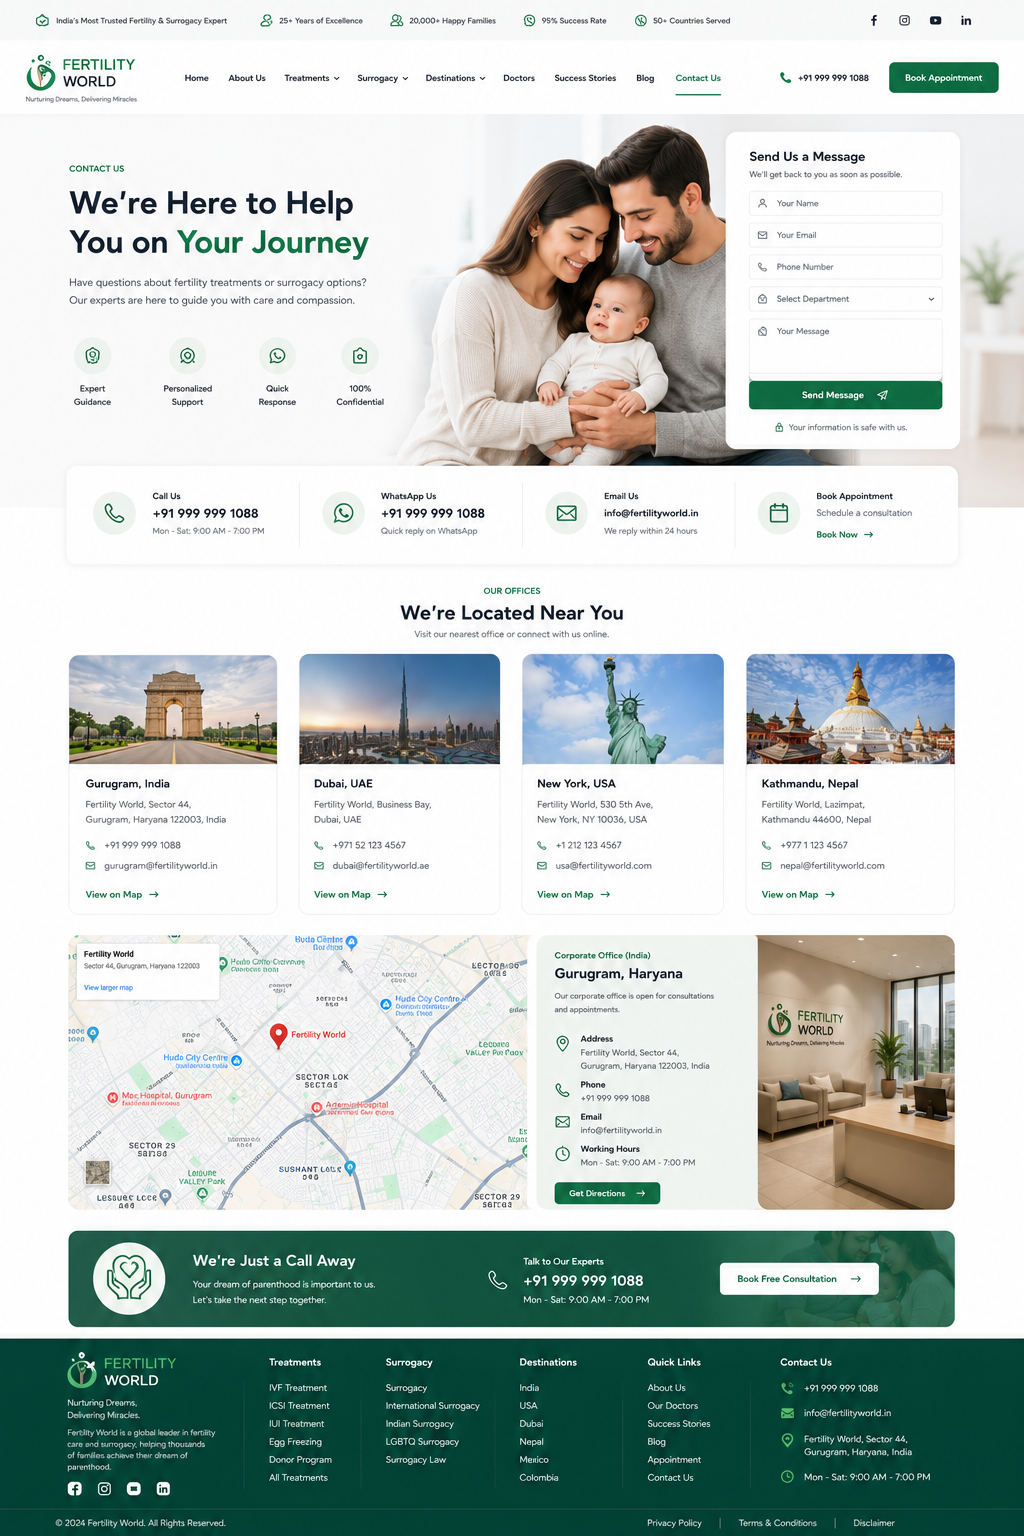 India's Most Trusted Fertility & Surrogacy Expert
25+ Years of Excellence
20,000+ Happy Families
95% Success Rate
50+ Countries Served
FERTILITY
WORLD
Nurturing Dreams, Delivering Miracles
Home
About Us
Treatments
Surrogacy
Destinations
Doctors
Success Stories
Blog
Contact Us
+91 999 999 1088
Book Appointment
CONTACT US
We're Here to Help
You on Your Journey
Have questions about fertility treatments or surrogacy options?
Our experts are here to guide you with care and compassion.
Expert
Guidance
Personalized
Support
Quick
Response
100%
Confidential
Send Us a Message
We'll get back to you as soon as possible.
Your Name
Your Email
Phone Number
Select Department
Your Message
Send Message
Your information is safe with us.
Call Us
+91 999 999 1088
Mon - Sat: 9:00 AM - 7:00 PM
WhatsApp Us
+91 999 999 1088
Quick reply on WhatsApp
Email Us
info@fertilityworld.in
We reply within 24 hours
Book Appointment
Schedule a consultation
Book Now
OUR OFFICES
We're Located Near You
Visit our nearest office or connect with us online.
Gurugram, India
Fertility World, Sector 44,
Gurugram, Haryana 122003, India
+91 999 999 1088
gurugram@fertilityworld.in
View on Map
Dubai, UAE
Fertility World, Business Bay,
Dubai, UAE
+971 52 123 4567
dubai@fertilityworld.ae
View on Map
New York, USA
Fertility World, 530 5th Ave,
New York, NY 10036, USA
+1 212 123 4567
usa@fertilityworld.com
View on Map
Kathmandu, Nepal
Fertility World, Lazimpat,
Kathmandu 44600, Nepal
+977 1 123 4567
nepal@fertilityworld.com
View on Map
Fertility World
Sector 44, Gurugram, Haryana 122003
View larger map
Huda City Centre
Fertility World
Huda City Centre
SECTOR
Hospital, Gurugram
Hospital
SECTOR 29
SUSHANT
VALLEY Park
SECTOR 29
Corporate Office (India)
Gurugram, Haryana
Our corporate office is open for consultations
and appointments.
Address
Fertility World, Sector 44,
Gurugram, Haryana 122003, India
Phone
+91 999 999 1088
Email
info@fertilityworld.in
Working Hours
Mon - Sat: 9:00 AM - 7:00 PM
Get Directions
FERTILITY
WORLD
Nurturing Dreams, Delivering Miracles
We're Just a Call Away
Your dream of parenthood is important to us.
Let's take the next step together.
Talk to Our Experts
+91 999 999 1088
Mon - Sat: 9:00 AM - 7:00 PM
Book Free Consultation
FERTILITY
WORLD
Nurturing Dreams,
Delivering Miracles.
Fertility World is a global leader in fertility
care and surrogacy, helping thousands
of families achieve their dream of
parenthood.
Treatments
IVF Treatment
ICSI Treatment
IUI Treatment
Egg Freezing
Donor Program
All Treatments
Surrogacy
Surrogacy
International Surrogacy
Indian Surrogacy
LGBTQ Surrogacy
Surrogacy Law
Destinations
India
USA
Dubai
Nepal
Mexico
Colombia
Quick Links
About Us
Our Doctors
Success Stories
Blog
Appointment
Contact Us
Contact Us
+91 999 999 1088
info@fertilityworld.in
Fertility World, Sector 44,
Gurugram, Haryana, India
Mon - Sat: 9:00 AM - 7:00 PM
© 2024 Fertility World. All Rights Reserved.
Privacy Policy
Terms & Conditions
Disclaimer